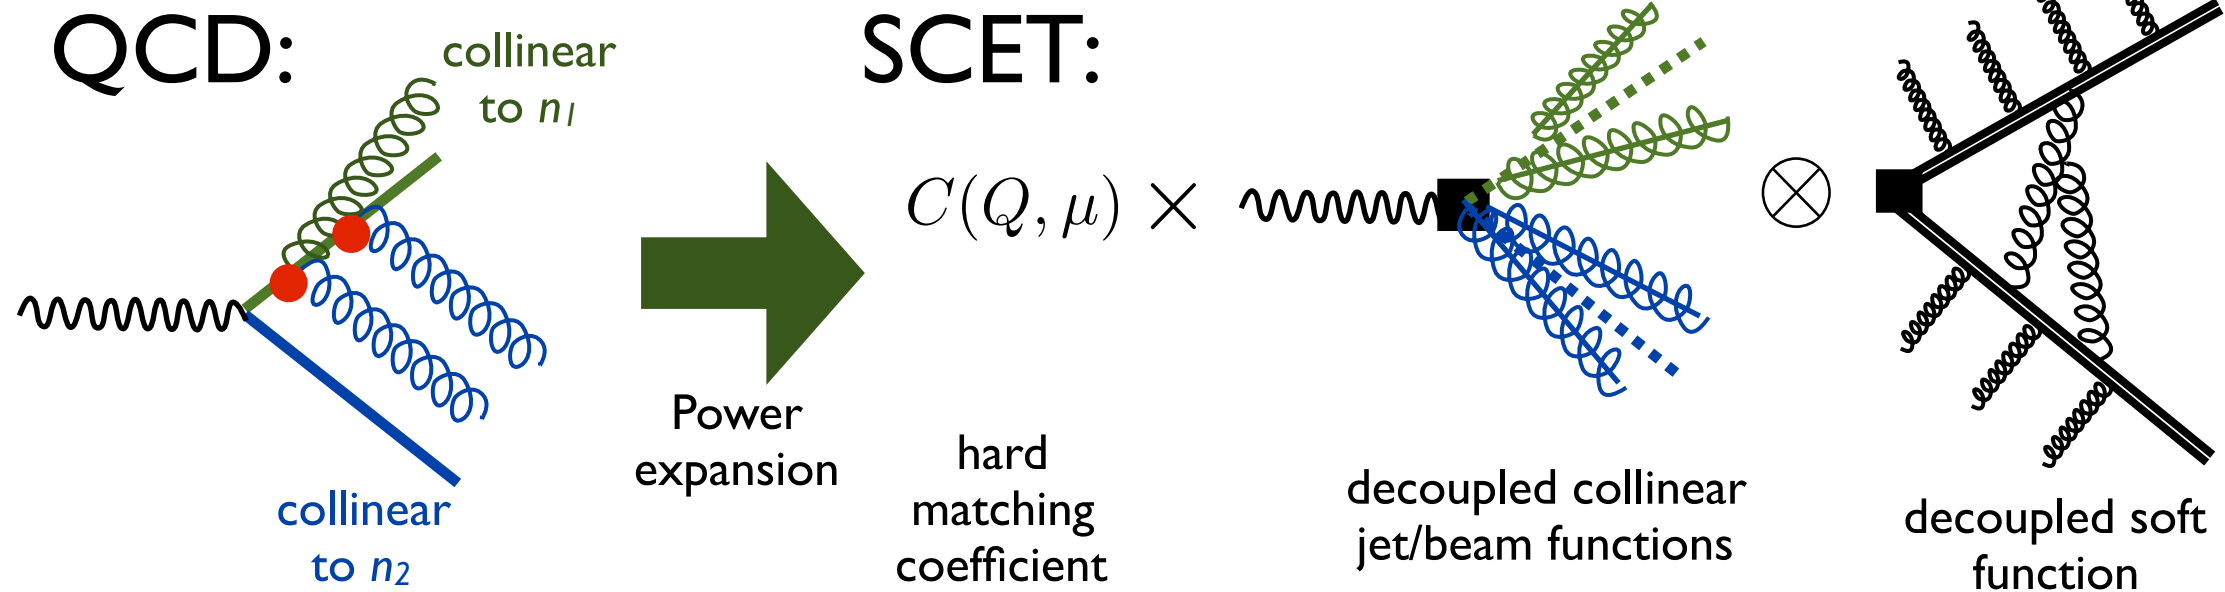 QCD:
collinear
to n1
collinear
to n2
Power
expansion
SCET:
C(Q, μ) ×
hard
matching
coefficient
decoupled collinear
jet/beam functions
⊗
decoupled soft
function